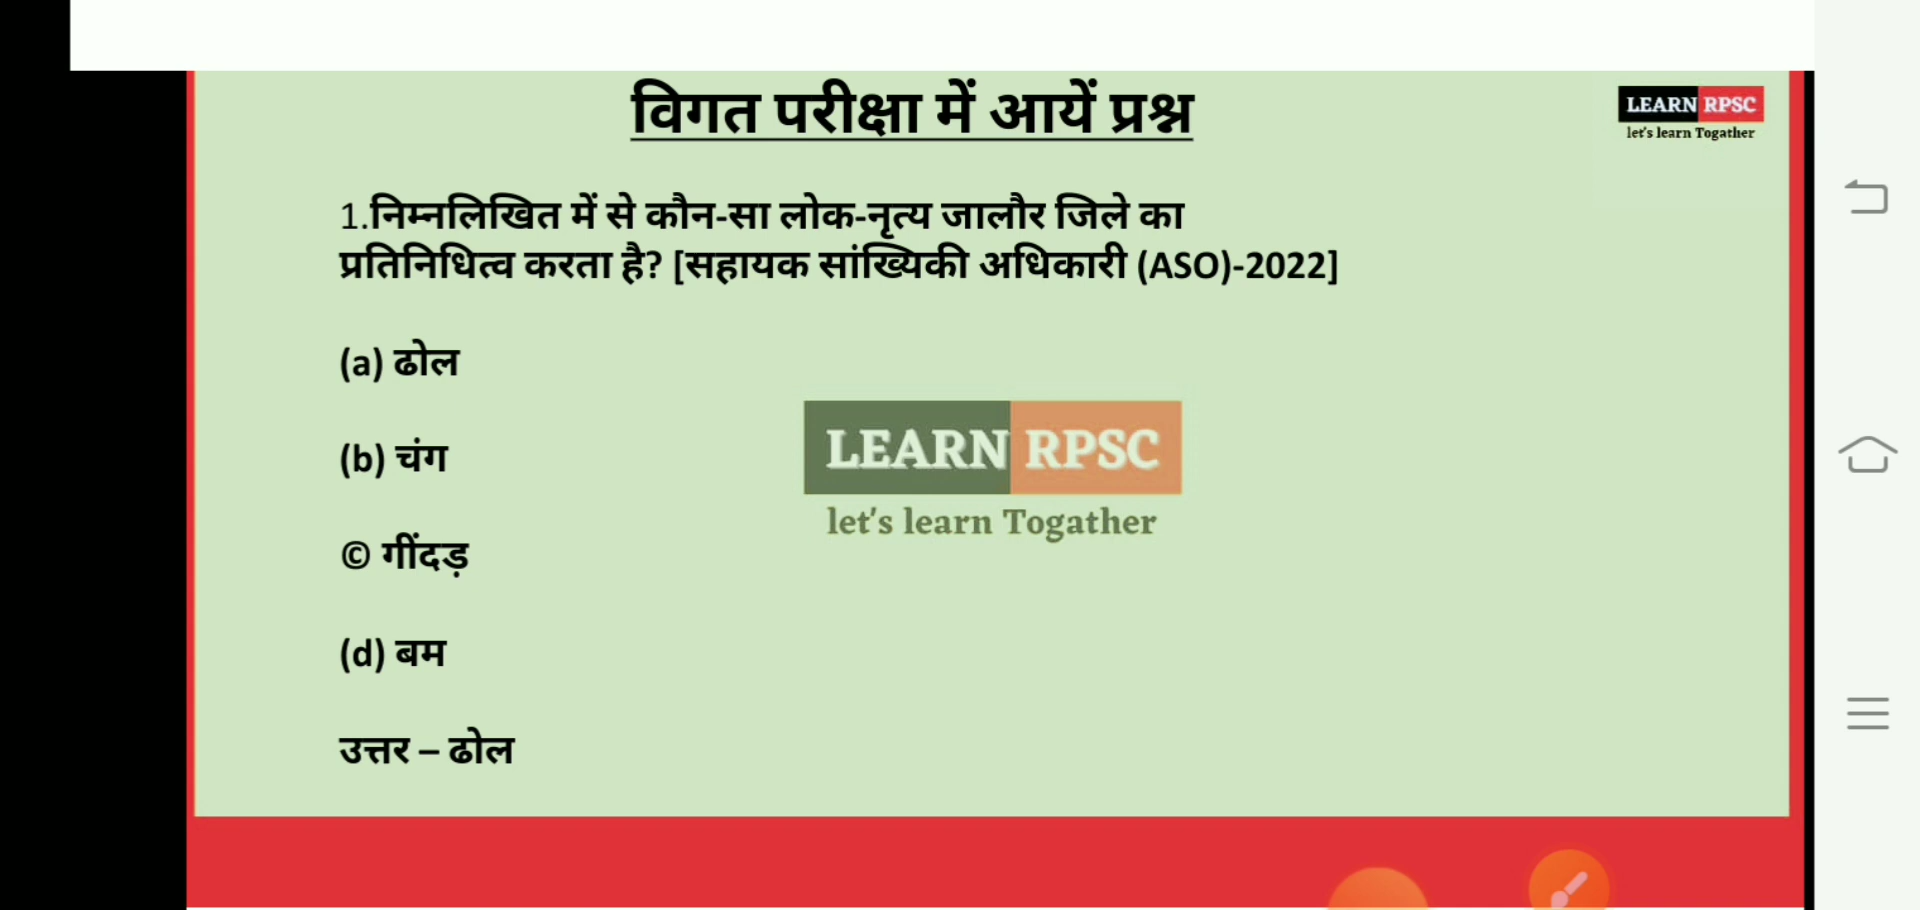 विगत परीक्षा में आयें प्रश्न
LEARN RPSC
let's learn Togather
1.निम्नलिखित में से कौन-सा लोक-नृत्य जालौर जिले का
प्रतिनिधित्व करता है? [सहायक सांख्यिकी अधिकारी (ASO)-2022]
(a) ढोल
(b) चंग
© गींदड़
(d) बम
उत्तर – ढोल
LEARN RPSC
let's learn Togather